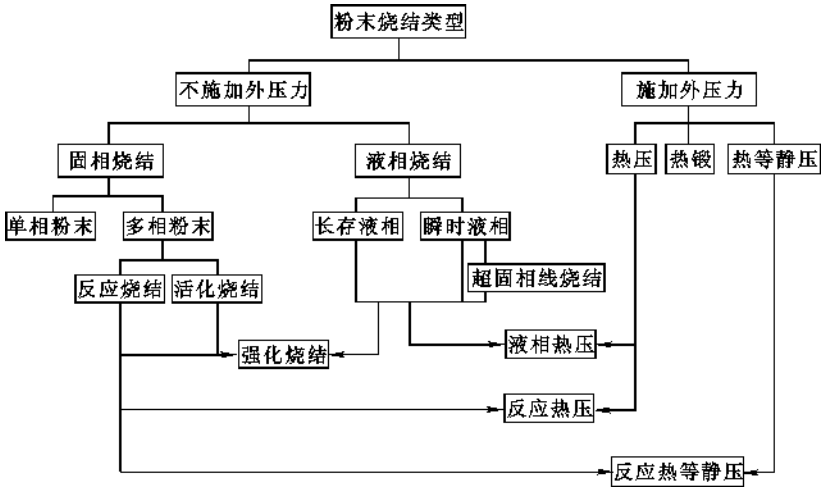 粉末烧结类型
不施加外压力
施加外压力
固相烧结
液相烧结
热压
热锻
热等静压
单相粉末
多相粉末
长存液相
瞬时液相
反应烧结
活化烧结
超固相线烧结
强化烧结
液相热压
反应热压
反应热等静压